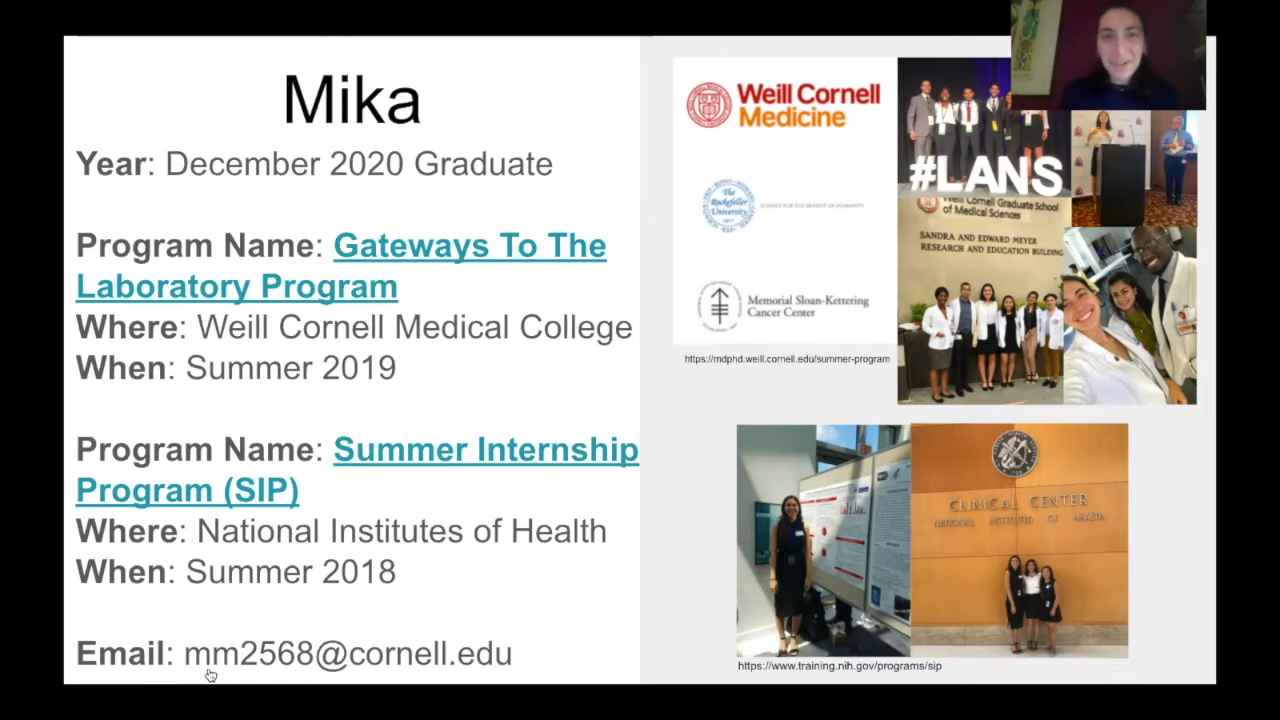 Mika
Year: December 2020 Graduate
Program Name: Gateways To The
Laboratory Program
Where: Weill Cornell Medical College
When: Summer 2019
Program Name: Summer Internship
Program (SIP)
Where: National Institutes of Health
When: Summer 2018
Email: mm2568@cornell.edu
Weill Cornell
Medicine
The
Rockefeller
University
SCIENCE FOR THE BENEFIT OF HUMANITY
Memorial Sloan-Kettering
Cancer Center
https://mdphd.weill.cornell.edu/summer-program
#LANS
Weill Cornell Graduate School
of Medical Sciences
SANDRA AND EDWARD MEYER
RESEARCH AND EDUCATION BUILDING
CLINICAL CENTER
NATIONAL INSTITUTES OF HEALTH
https://www.training.nih.gov/programs/sip